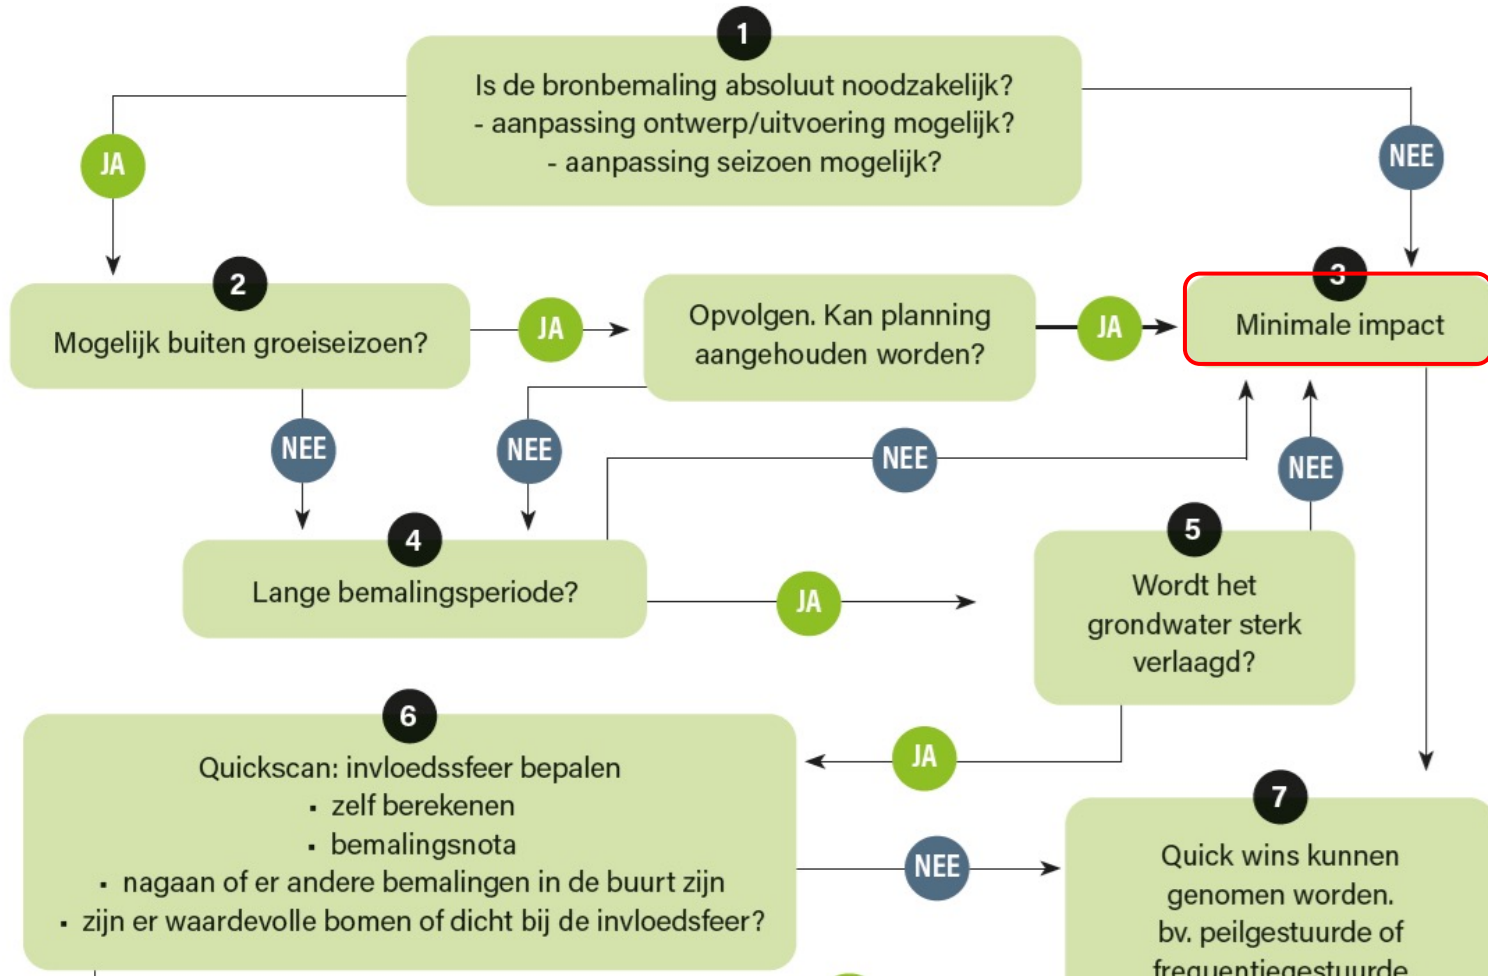 1
Is de bronbemaling absoluut noodzakelijk?
- aanpassing ontwerp/uitvoering mogelijk?
- aanpassing seizoen mogelijk?
JA
NEE
2
Mogelijk buiten groeiseizoen?
JA
Opvolgen. Kan planning
aangehouden worden?
JA
3
Minimale impact
NEE
NEE
NEE
NEE
4
Lange bemalingsperiode?
JA
5
Wordt het
grondwater sterk
verlaagd?
JA
6
Quickscan: invloedssfeer bepalen
▪ zelf berekenen
▪ bemalingsnota
▪ nagaan of er andere bemalingen in de buurt zijn
▪ zijn er waardevolle bomen of dicht bij de invloedsfeer?
NEE
7
Quick wins kunnen
genomen worden.
bv. peilgestuurde of
frequentiegestuurde